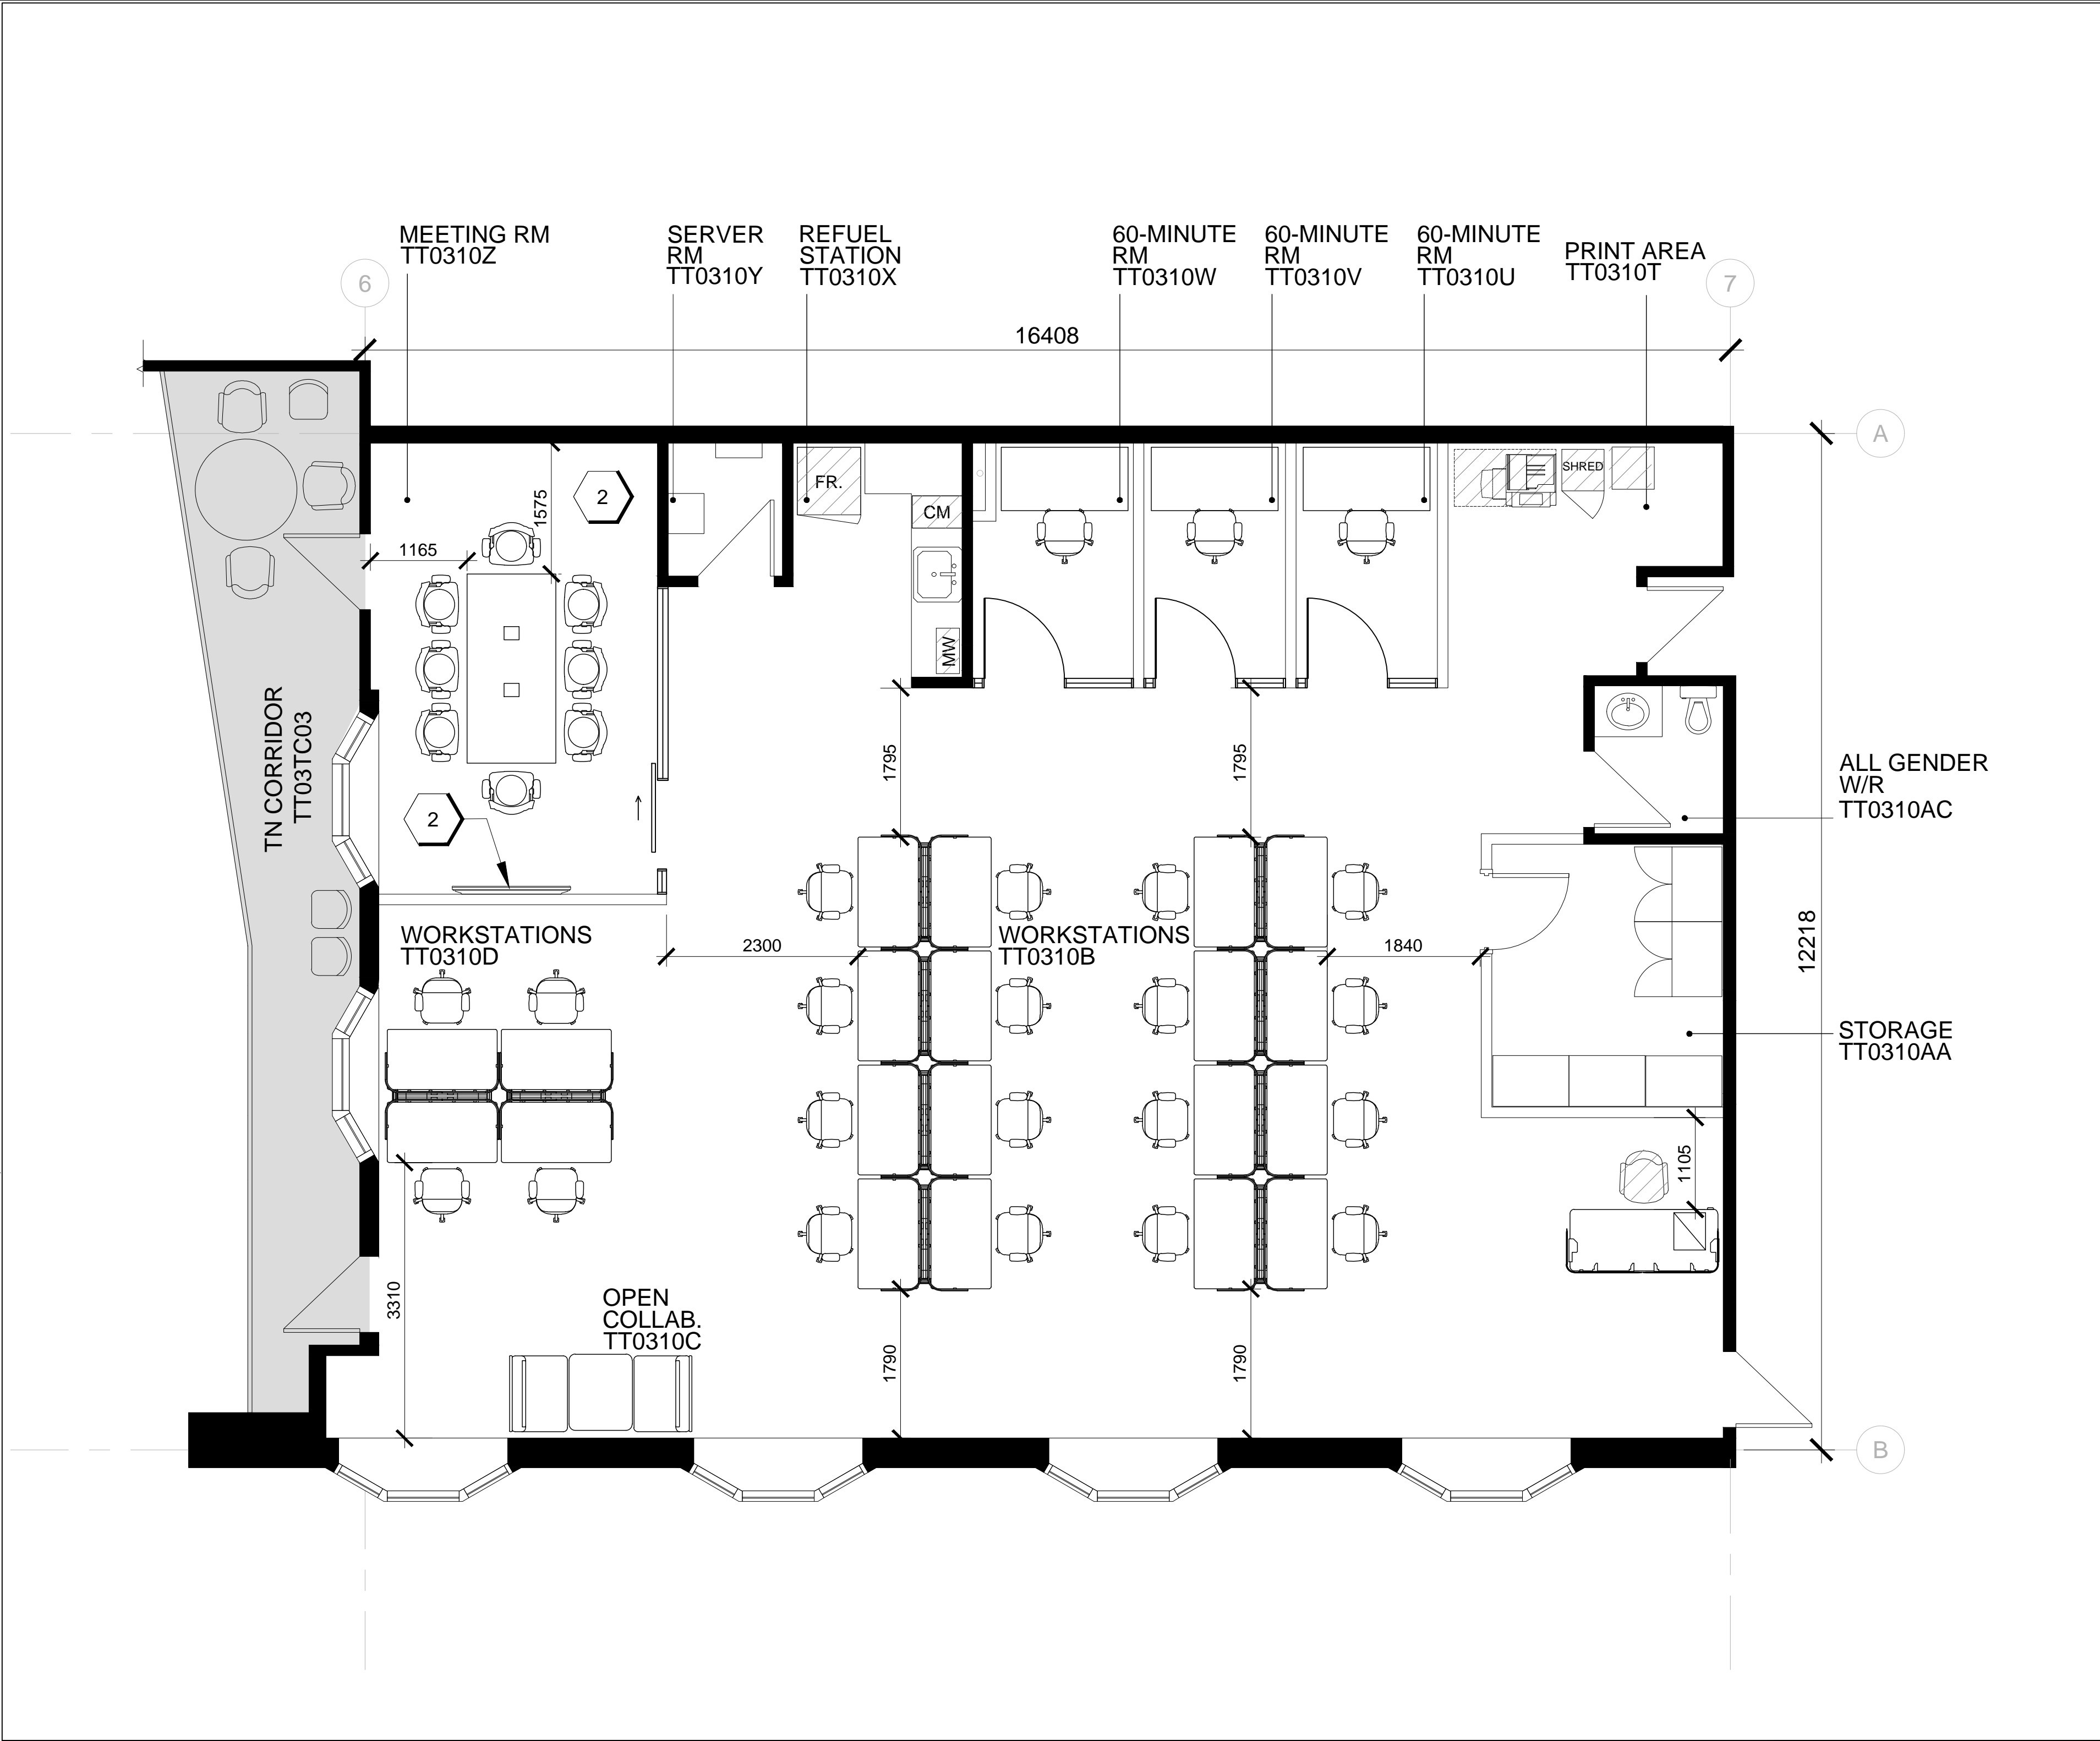 MEETING RM
TT0310Z
SERVER
RM
TT0310Y
REFUEL
STATION
TT0310X
60-MINUTE
RM
TT0310W
60-MINUTE
RM
TT0310V
60-MINUTE
RM
TT0310U
PRINT AREA
TT0310T
6
7
16408
A
FR.
CM
SHRED
2
1575
1165
MW
TN CORRIDOR
TT03TC03
1795
1795
ALL GENDER
W/R
TT0310AC
2
WORKSTATIONS
TT0310D
2300
WORKSTATIONS
TT0310B
1840
12218
STORAGE
TT0310AA
1105
3310
OPEN
COLLAB.
TT0310C
1790
1790
B